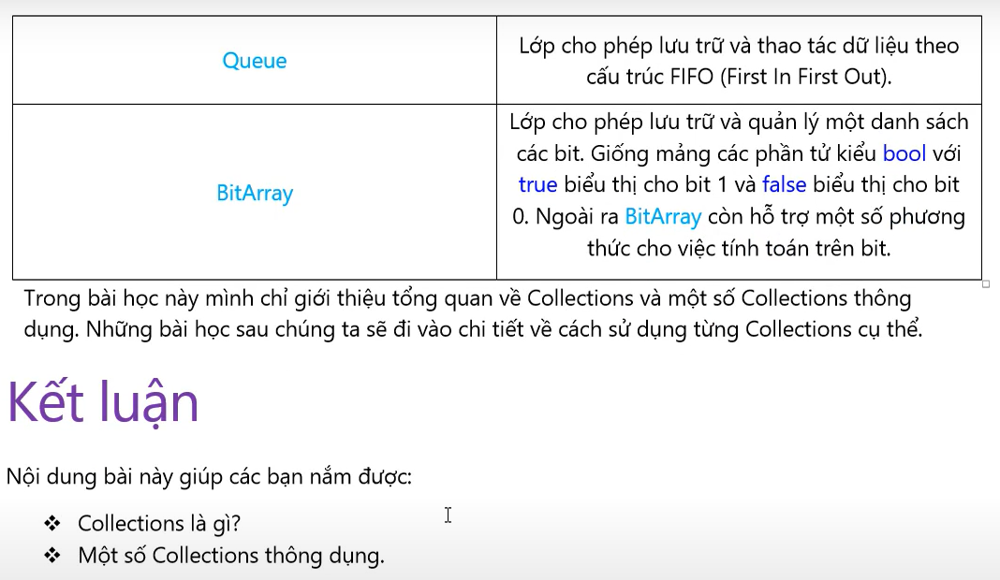 Queue
Lớp cho phép lưu trữ và thao tác dữ liệu theo
cấu trúc FIFO (First In First Out).
BitArray
Lớp cho phép lưu trữ và quản lý một danh sách
các bit. Giống mảng các phần tử kiểu bool với
true biểu thị cho bit 1 và false biểu thị cho bit
0. Ngoài ra BitArray còn hỗ trợ một số phương
thức cho việc tính toán trên bit.
Trong bài học này mình chỉ giới thiệu tổng quan về Collections và một số Collections thông
dụng. Những bài học sau chúng ta sẽ đi vào chi tiết về cách sử dụng từng Collections cụ thể.
Kết luận
Nội dung bài này giúp các bạn nắm được:
❖ Collections là gì?
❖ Một số Collections thông dụng.